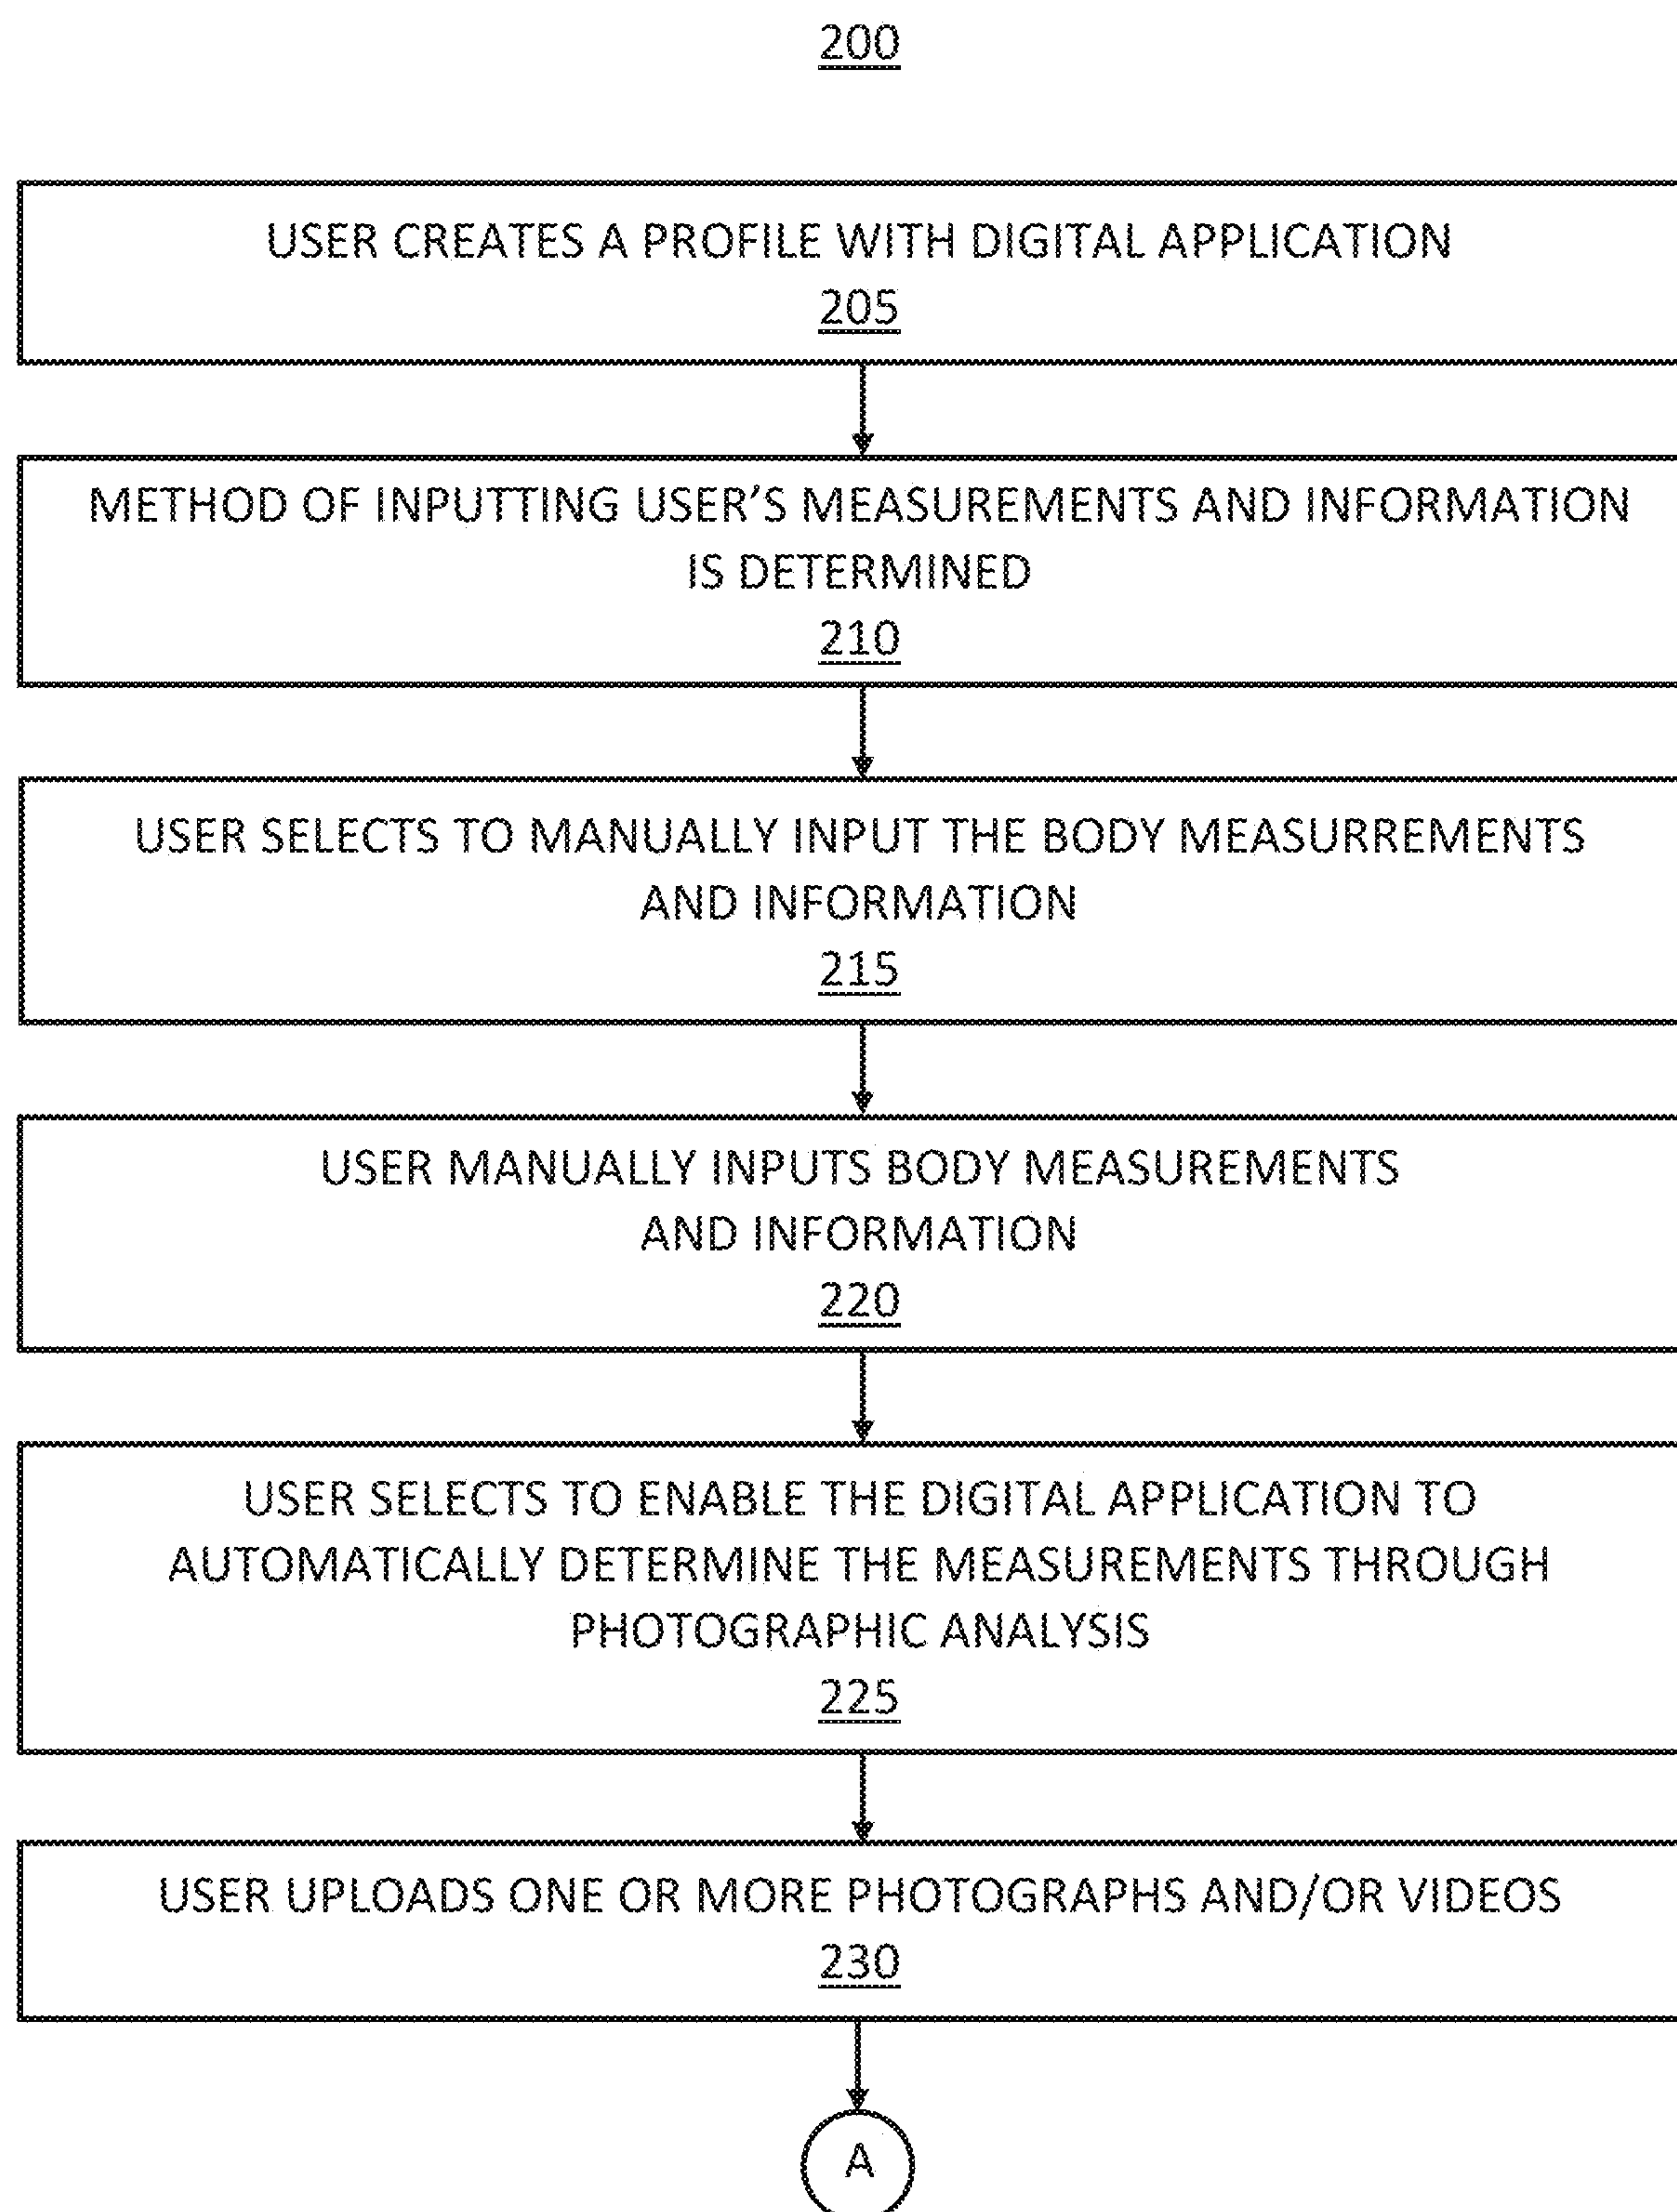 200
USER CREATES A PROFILE WITH DIGITAL APPLICATION
205
METHOD OF INPUTTING USER’S MEASUREMENTS AND INFORMATION
IS DETERMINED
210
USER SELECTS TO MANUALLY INPUT THE BODY MEASURREMENTS
AND INFORMATION
215
USER MANUALLY INPUTS BODY MEASUREMENTS
AND INFORMATION
220
USER SELECTS TO ENABLE THE DIGITAL APPLICATION TO
AUTOMATICALLY DETERMINE THE MEASUREMENTS THROUGH
PHOTOGRAPHIC ANALYSIS
225
USER UPLOADS ONE OR MORE PHOTOGRAPHS AND/OR VIDEOS
230
A